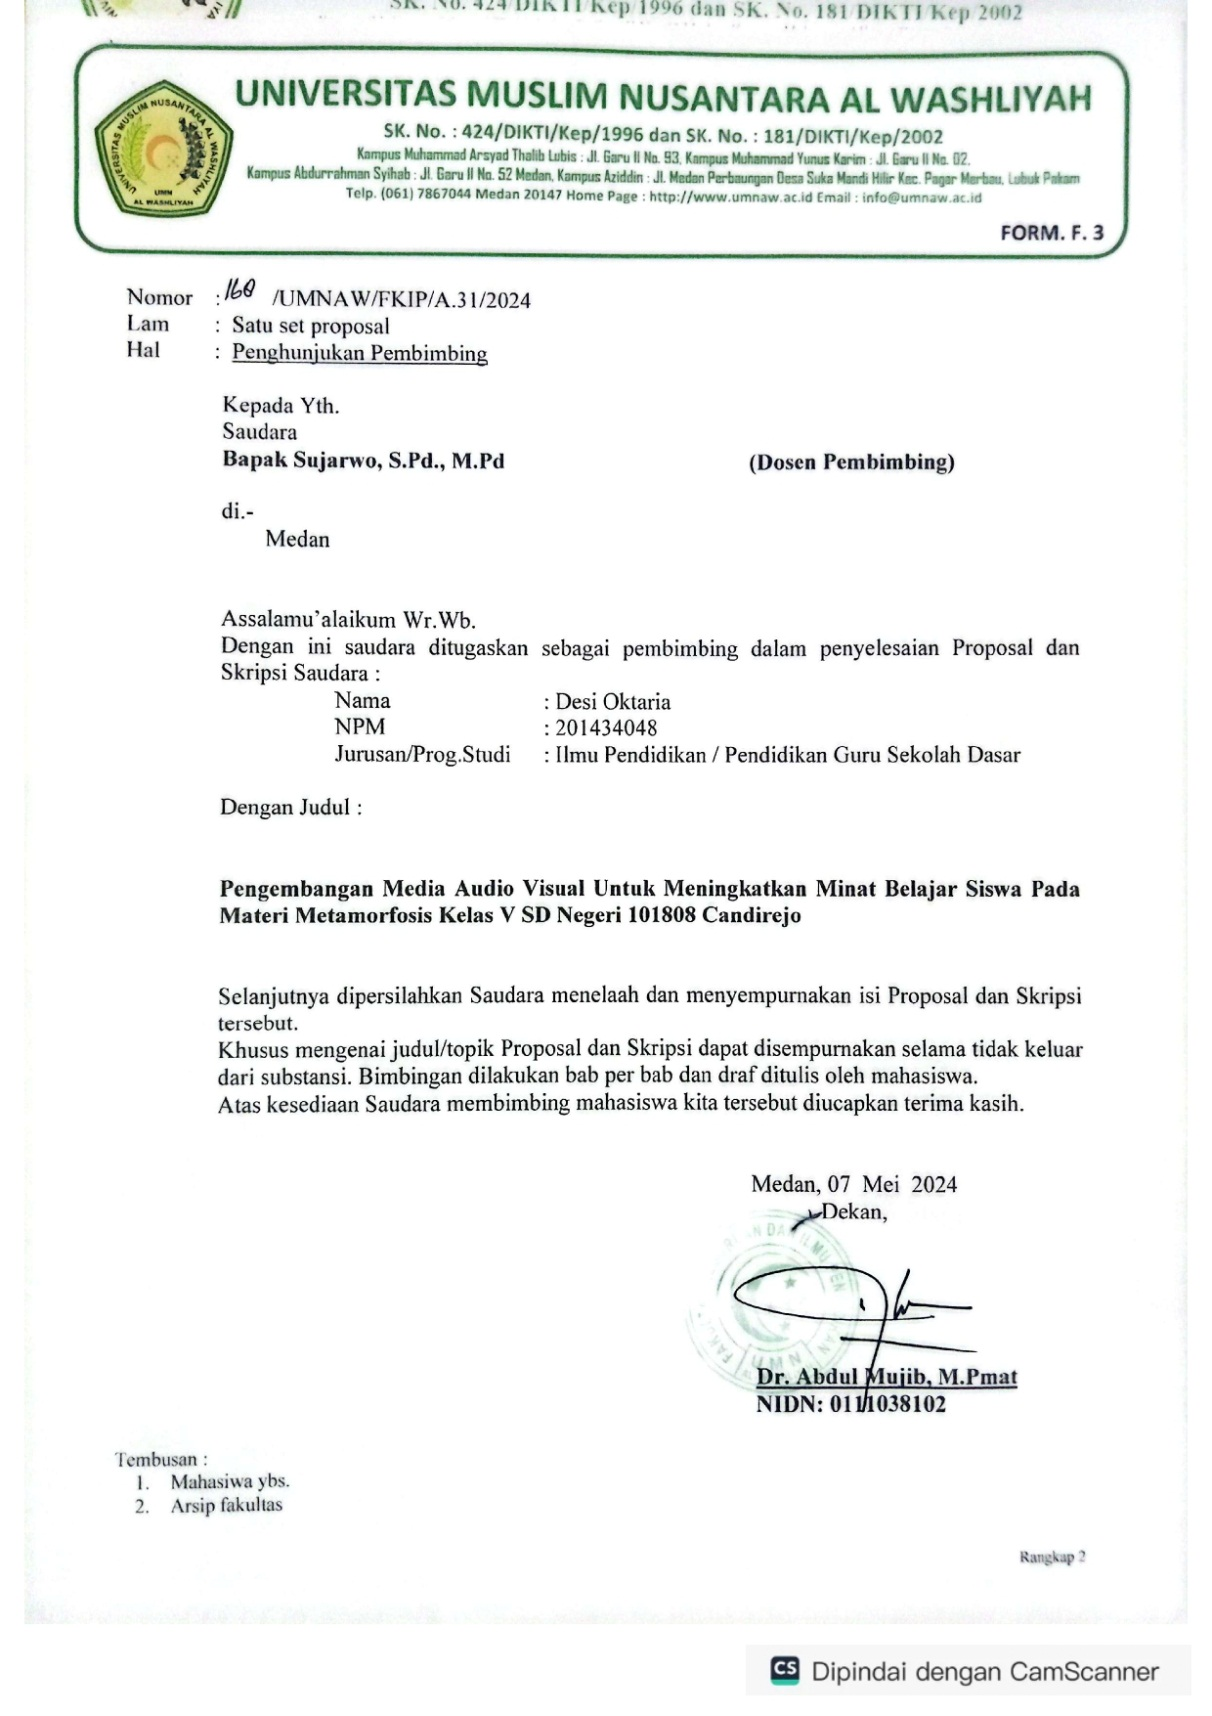 SK. No. 424 DIKTI Kep 1996 dan SK. No. 181 DIKTI Kep 2002
UNIVERSITAS MUSLIM NUSANTARA AL WASHLIYAH
SK. No. : 424/DIKTI/Kep/1996 dan SK. No. : 181/DIKTI/Kep/2002
Kampus Muhammad Arsyad Thalib Lubis : Jl. Garu II No. 93, Kampus Muhammad Yunus Karim : Jl. Garu II No. 02,
Kampus Abdurrahman Syihab : Jl. Garu II No. 52 Medan, Kampus Aziddin : Jl. Medan Perbaungan Desa Suka Mandi Hilir Kec. Pagar Merbau, Lubuk Pakam
Telp. (061) 7867044 Medan 20147 Home Page : http://www.umnaw.ac.id Email : info@umnaw.ac.id
UNIVERSITAS MUSLIM NUSANTARA AL WASHLIYAH
UMN
AL WASHLIYAH
FORM. F. 3
Nomor : 160 /UMNAW/FKIP/A.31/2024
Lam : Satu set proposal
Hal : Penghunjukan Pembimbing
Kepada Yth.
Saudara
Bapak Sujarwo, S.Pd., M.Pd (Dosen Pembimbing)
di.-
Medan
Assalamu’alaikum Wr.Wb.
Dengan ini saudara ditugaskan sebagai pembimbing dalam penyelesaian Proposal dan
Skripsi Saudara :
Nama : Desi Oktaria
NPM : 201434048
Jurusan/Prog.Studi : Ilmu Pendidikan / Pendidikan Guru Sekolah Dasar
Dengan Judul :
Pengembangan Media Audio Visual Untuk Meningkatkan Minat Belajar Siswa Pada
Materi Metamorfosis Kelas V SD Negeri 101808 Candirejo
Selanjutnya dipersilahkan Saudara menelaah dan menyempurnakan isi Proposal dan Skripsi
tersebut.
Khusus mengenai judul/topik Proposal dan Skripsi dapat disempurnakan selama tidak keluar
dari substansi. Bimbingan dilakukan bab per bab dan draf ditulis oleh mahasiswa.
Atas kesediaan Saudara membimbing mahasiswa kita tersebut diucapkan terima kasih.
Medan, 07 Mei 2024
Dekan,
UMN
Dr. Abdul Mujib, M.Pmat
NIDN: 0111038102
Tembusan :
1. Mahasiwa ybs.
2. Arsip fakultas
Rangkap 2
CS Dipindai dengan CamScanner